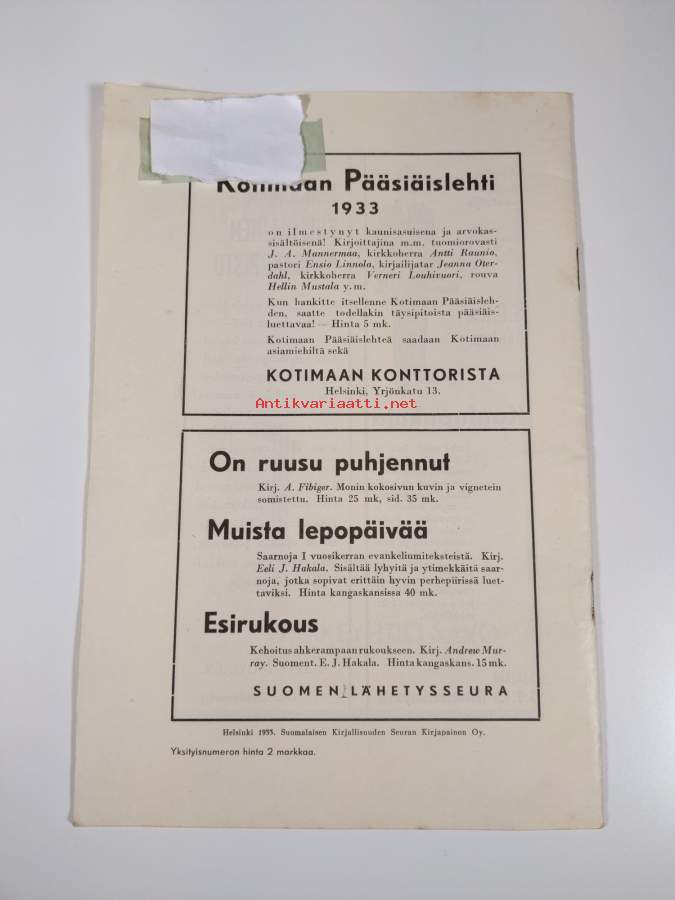 Kotimaan Pääsiäislehti
1933
on ilmestynyt kaunisasuisena ja arvokas-
sisältöisenä! Kirjoittajina m.m. tuomiorovasti
J. A. Mannermaa, kirkkoherra Antti Raunio,
pastori Ensio Linnola, kirjailijatar Jeanna Oter-
dahl, kirkkoherra Verneri Louhivuori, rouva
Hellin Mustala y. m.
Kun hankitte itsellenne Kotimaan Pääsiäisleh-
den, saatte todellakin täysipitoista pääsiäis-
luettavaa! — Hinta 5 mk.
Kotimaan Pääsiäislehteä saadaan Kotimaan
asiamiehiltä sekä
KOTIMAAN KONTTORISTA
Helsinki, Yrjönkatu 13.
Antikvariaatti.net
On ruusu puhjennut
Kirj. A. Fibiger. Monin kokosivun kuvin ja vignetein
somistettu. Hinta 25 mk, sid. 35 mk.
Muista lepopäivää
Saarnoja I vuosikerran evankeliumiteksteistä. Kirj.
Eeli J. Hakala. Sisältää lyhyitä ja ytimekkäitä saar-
noja, jotka sopivat erittäin hyvin perhepiirissä luet-
taviksi. Hinta kangaskansissa 40 mk.
Esirukous
Kehoitus ahkerampaan rukoukseen. Kirj. Andrew Mur-
ray. Suoment. E. J. Hakala. Hinta kangaskans. 15 mk.
SUOMEN LÄHETYSSEURA
Helsinki 1933. Suomalaisen Kirjallisuuden Seuran Kirjapainon Oy.
Yksityisnumeron hinta 2 markkaa.